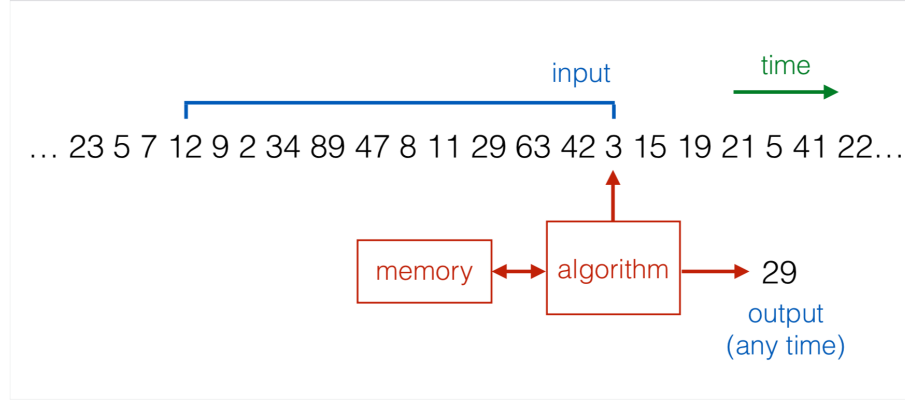 input
time
… 23 5 7 12 9 2 34 89 47 8 11 29 63 42 3 15 19 21 5 41 22…
memory
algorithm
29
output
(any time)